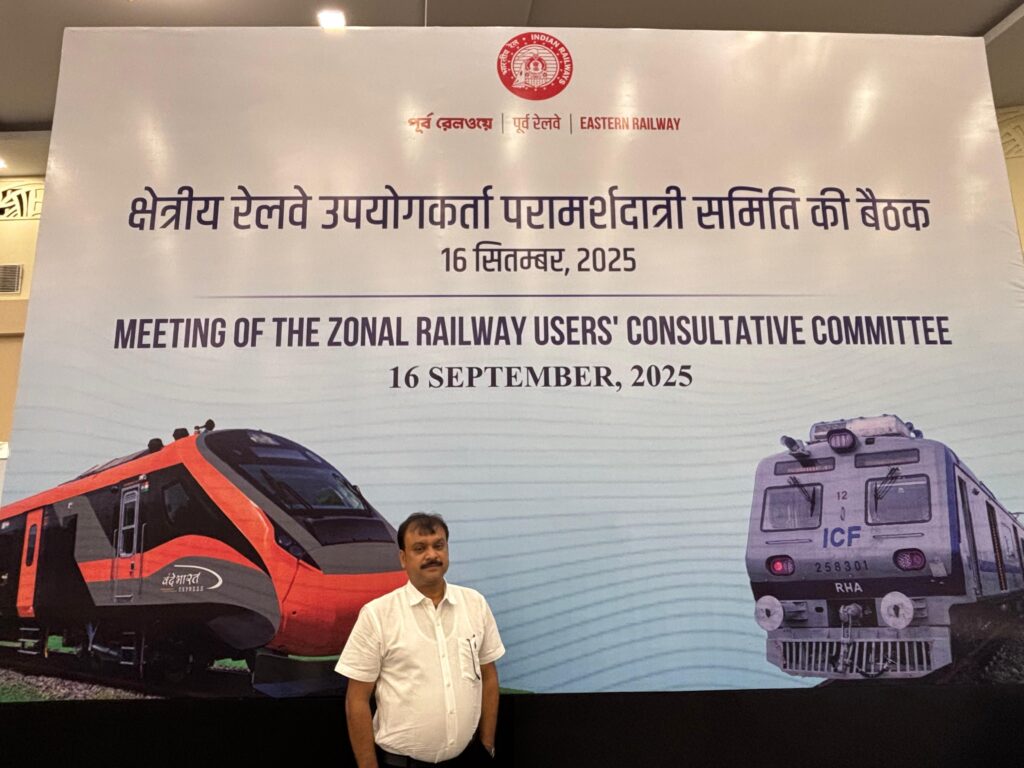 भारतीय रेल • INDIAN RAILWAYS
পূর্ব রেলওয়ে | पूर्व रेलवे | EASTERN RAILWAY
क्षेत्रीय रेलवे उपयोगकर्ता परामर्शदात्री समिति की बैठक
16 सितम्बर, 2025
MEETING OF THE ZONAL RAILWAY USERS' CONSULTATIVE COMMITTEE
16 SEPTEMBER, 2025
वंदे भारत
EXPRESS
12
ICF
258301
RHA